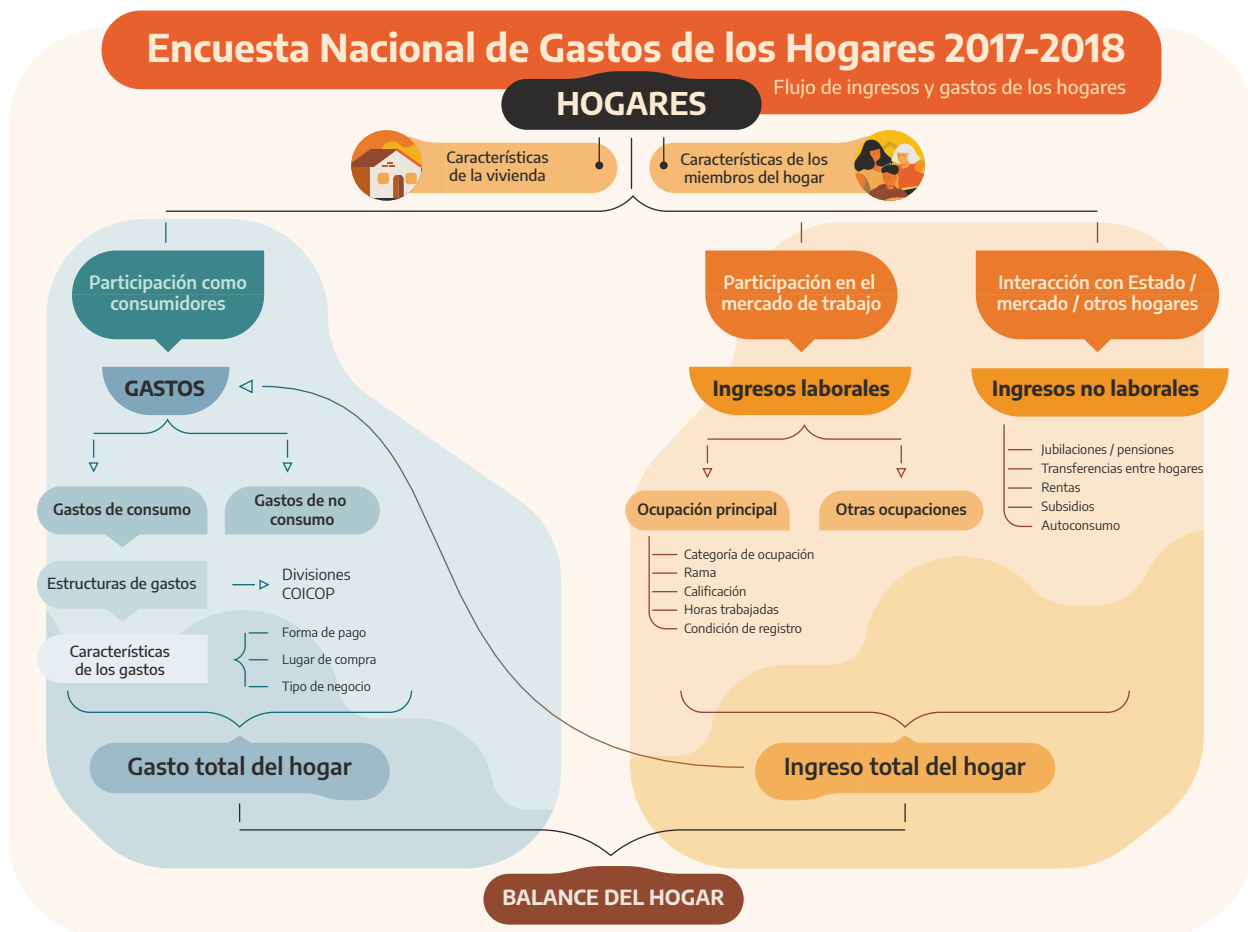 Encuesta Nacional de Gastos de los Hogares 2017-2018
Flujo de ingresos y gastos de los hogares
HOGARES
Características
de la vivienda
Características de los
miembros del hogar
Participación como
consumidores
GASTOS
Gastos de consumo
Gastos de no
consumo
Estructuras de gastos
Divisiones
COICOP
Características
de los gastos
Forma de pago
Lugar de compra
Tipo de negocio
Gasto total del hogar
Participación en el
mercado de trabajo
Ingresos laborales
Ocupación principal
Categoría de ocupación
Rama
Calificación
Horas trabajadas
Condición de registro
Otras ocupaciones
Interacción con Estado /
mercado / otros hogares
Ingresos no laborales
Jubilaciones / pensiones
Transferencias entre hogares
Rentas
Subsidios
Autoconsumo
Ingreso total del hogar
BALANCE DEL HOGAR